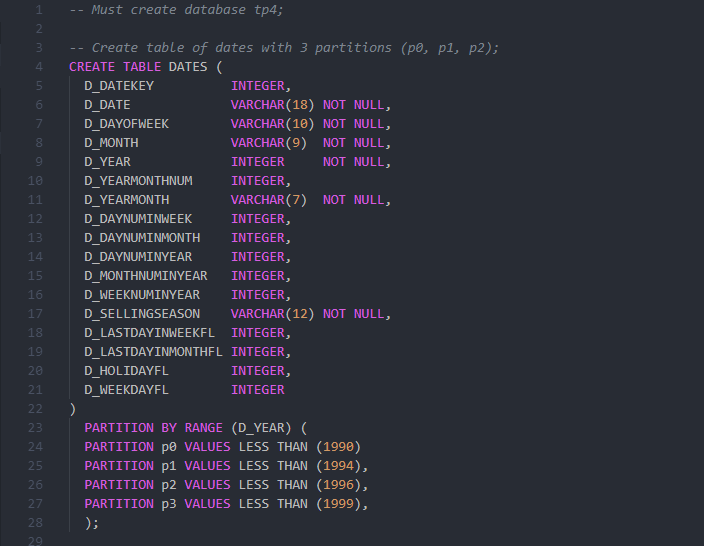 1 -- Must create database tp4;
2
3 -- Create table of dates with 3 partitions (p0, p1, p2);
4 CREATE TABLE DATES (
5 D_DATEKEY INTEGER,
6 D_DATE VARCHAR(18) NOT NULL,
7 D_DAYOFWEEK VARCHAR(10) NOT NULL,
8 D_MONTH VARCHAR(9) NOT NULL,
9 D_YEAR INTEGER NOT NULL,
10 D_YEARMONTHNUM INTEGER,
11 D_YEARMONTH VARCHAR(7) NOT NULL,
12 D_DAYNUMINWEEK INTEGER,
13 D_DAYNUMINMONTH INTEGER,
14 D_DAYNUMINYEAR INTEGER,
15 D_MONTHNUMINYEAR INTEGER,
16 D_WEEKNUMINYEAR INTEGER,
17 D_SELLINGSEASON VARCHAR(12) NOT NULL,
18 D_LASTDAYINWEEKFL INTEGER,
19 D_LASTDAYINMONTHFL INTEGER,
20 D_HOLIDAYFL INTEGER,
21 D_WEEKDAYFL INTEGER
22 )
23 PARTITION BY RANGE (D_YEAR) (
24 PARTITION p0 VALUES LESS THAN (1990)
25 PARTITION p1 VALUES LESS THAN (1994),
26 PARTITION p2 VALUES LESS THAN (1996),
27 PARTITION p3 VALUES LESS THAN (1999),
28 );
29